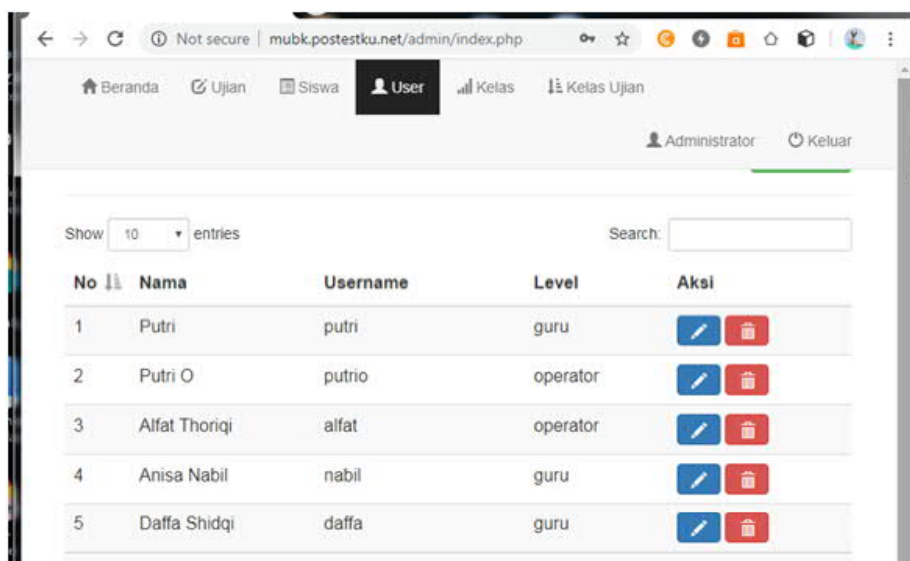 Not secure | mubk.postestku.net/admin/index.php
Beranda Ujian Siswa User Kelas Kelas Ujian
Administrator Keluar
Show 10 entries Search:
No Nama Username Level Aksi
1 Putri putri guru
2 Putri O putrio operator
3 Alfat Thoriqi alfat operator
4 Anisa Nabil nabil guru
5 Daffa Shidqi daffa guru